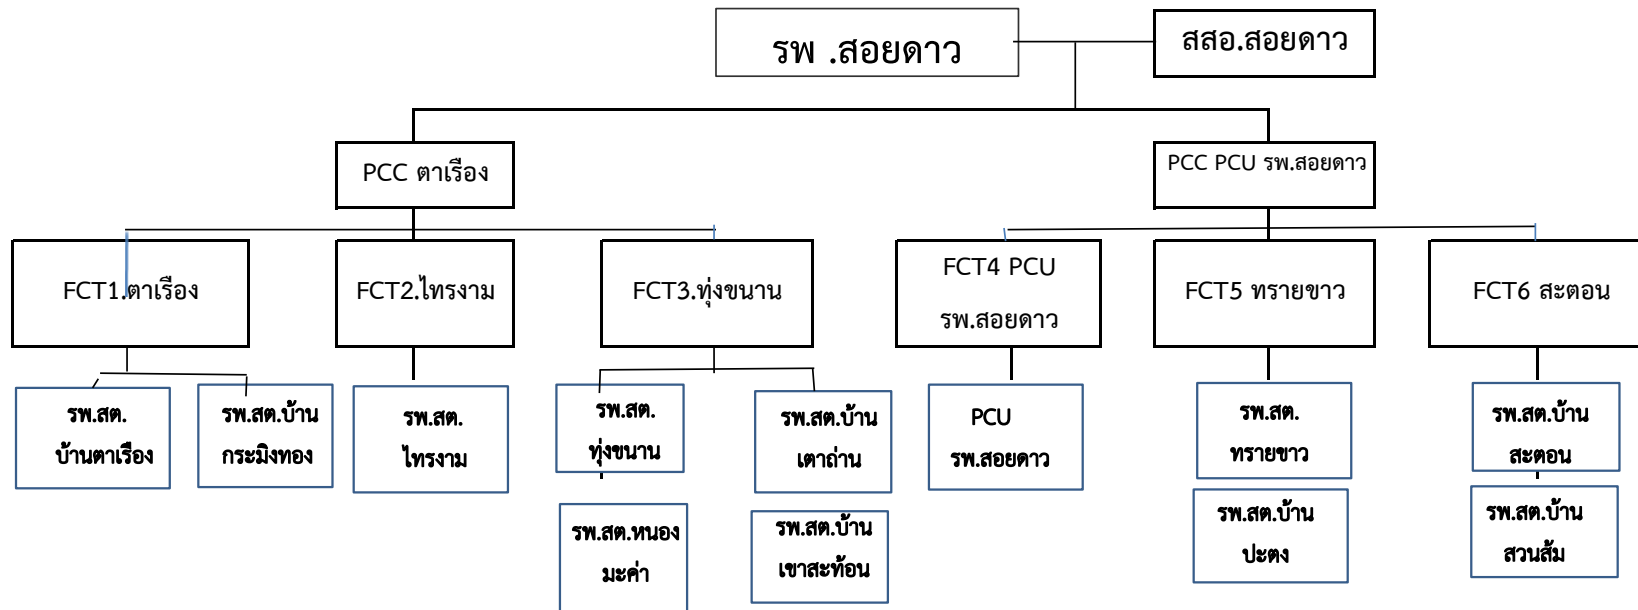 รพ .สอยดาว
สสอ.สอยดาว
PCC ตาเรือง
PCC PCU รพ.สอยดาว
FCT1.ตาเรือง
FCT2.ไทรงาม
FCT3.ทุ่งขนาน
FCT4 PCU
รพ.สอยดาว
FCT5 ทรายขาว
FCT6 สะตอน
รพ.สต.
บ้านตาเรือง
รพ.สต.บ้าน
กระมิงทอง
รพ.สต.
ไทรงาม
รพ.สต.
ทุ่งขนาน
รพ.สต.บ้าน
เตาถ่าน
PCU
รพ.สอยดาว
รพ.สต.
ทรายขาว
รพ.สต.บ้าน
สะตอน
รพ.สต.หนอง
มะค่า
รพ.สต.บ้าน
เขาสะท้อน
รพ.สต.บ้าน
ปะตง
รพ.สต.บ้าน
สวนส้ม